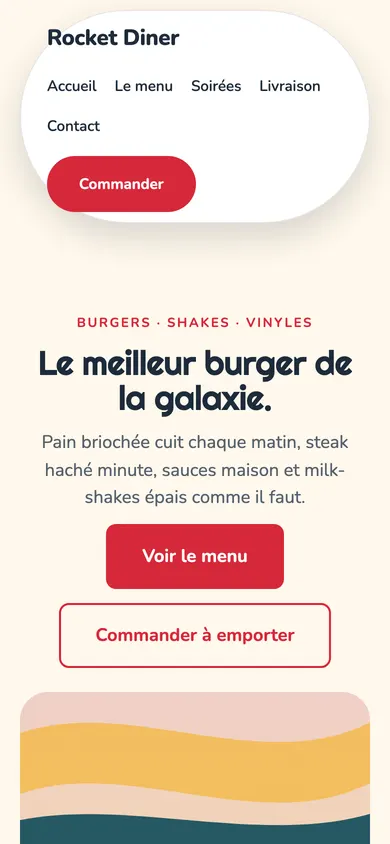 Rocket Diner
Accueil Le menu Soirées Livraison
Contact
Commander
BURGERS · SHAKES · VINYLES
Le meilleur burger de
la galaxie.
Pain briochée cuit chaque matin, steak
haché minute, sauces maison et milk-
shakes épais comme il faut.
Voir le menu
Commander à emporter